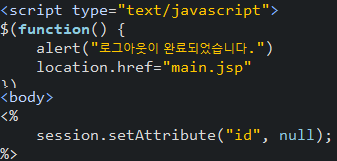 <script type="text/javascript">
$(function() {
    alert("로그아웃이 완료되었습니다.")
    location.href="main.jsp"
})
<body>
<%
    session.setAttribute("id", null);
%>